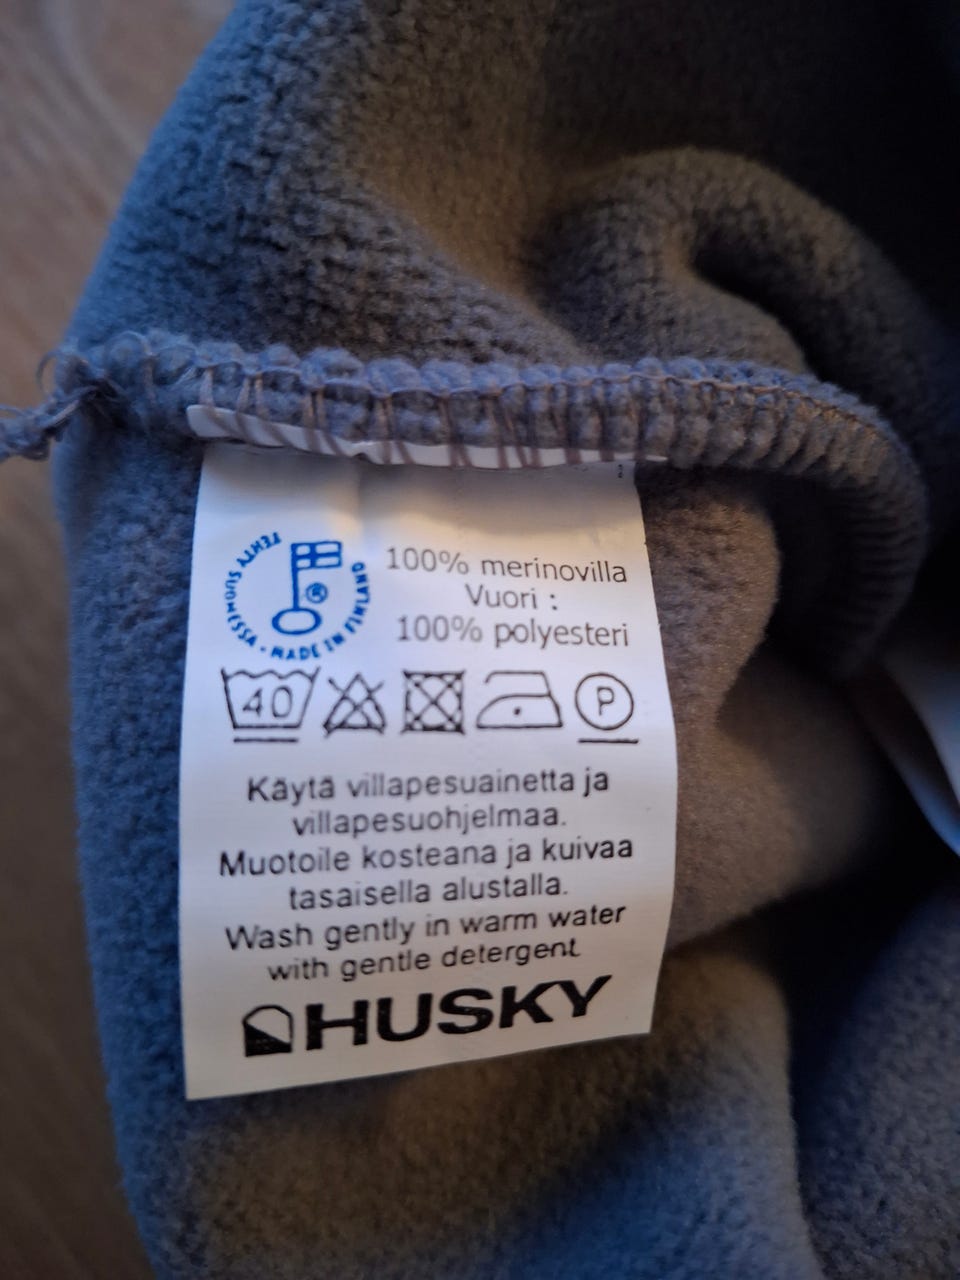 TEHTY SUOMESSA • MADE IN FINLAND
®
100% merinovilla
Vuori :
100% polyesteri
40
P
Käytä villapesuainetta ja
villapesuohjelmaa.
Muotoile kosteana ja kuivaa
tasaisella alustalla.
Wash gently in warm water
with gentle detergent
HUSKY